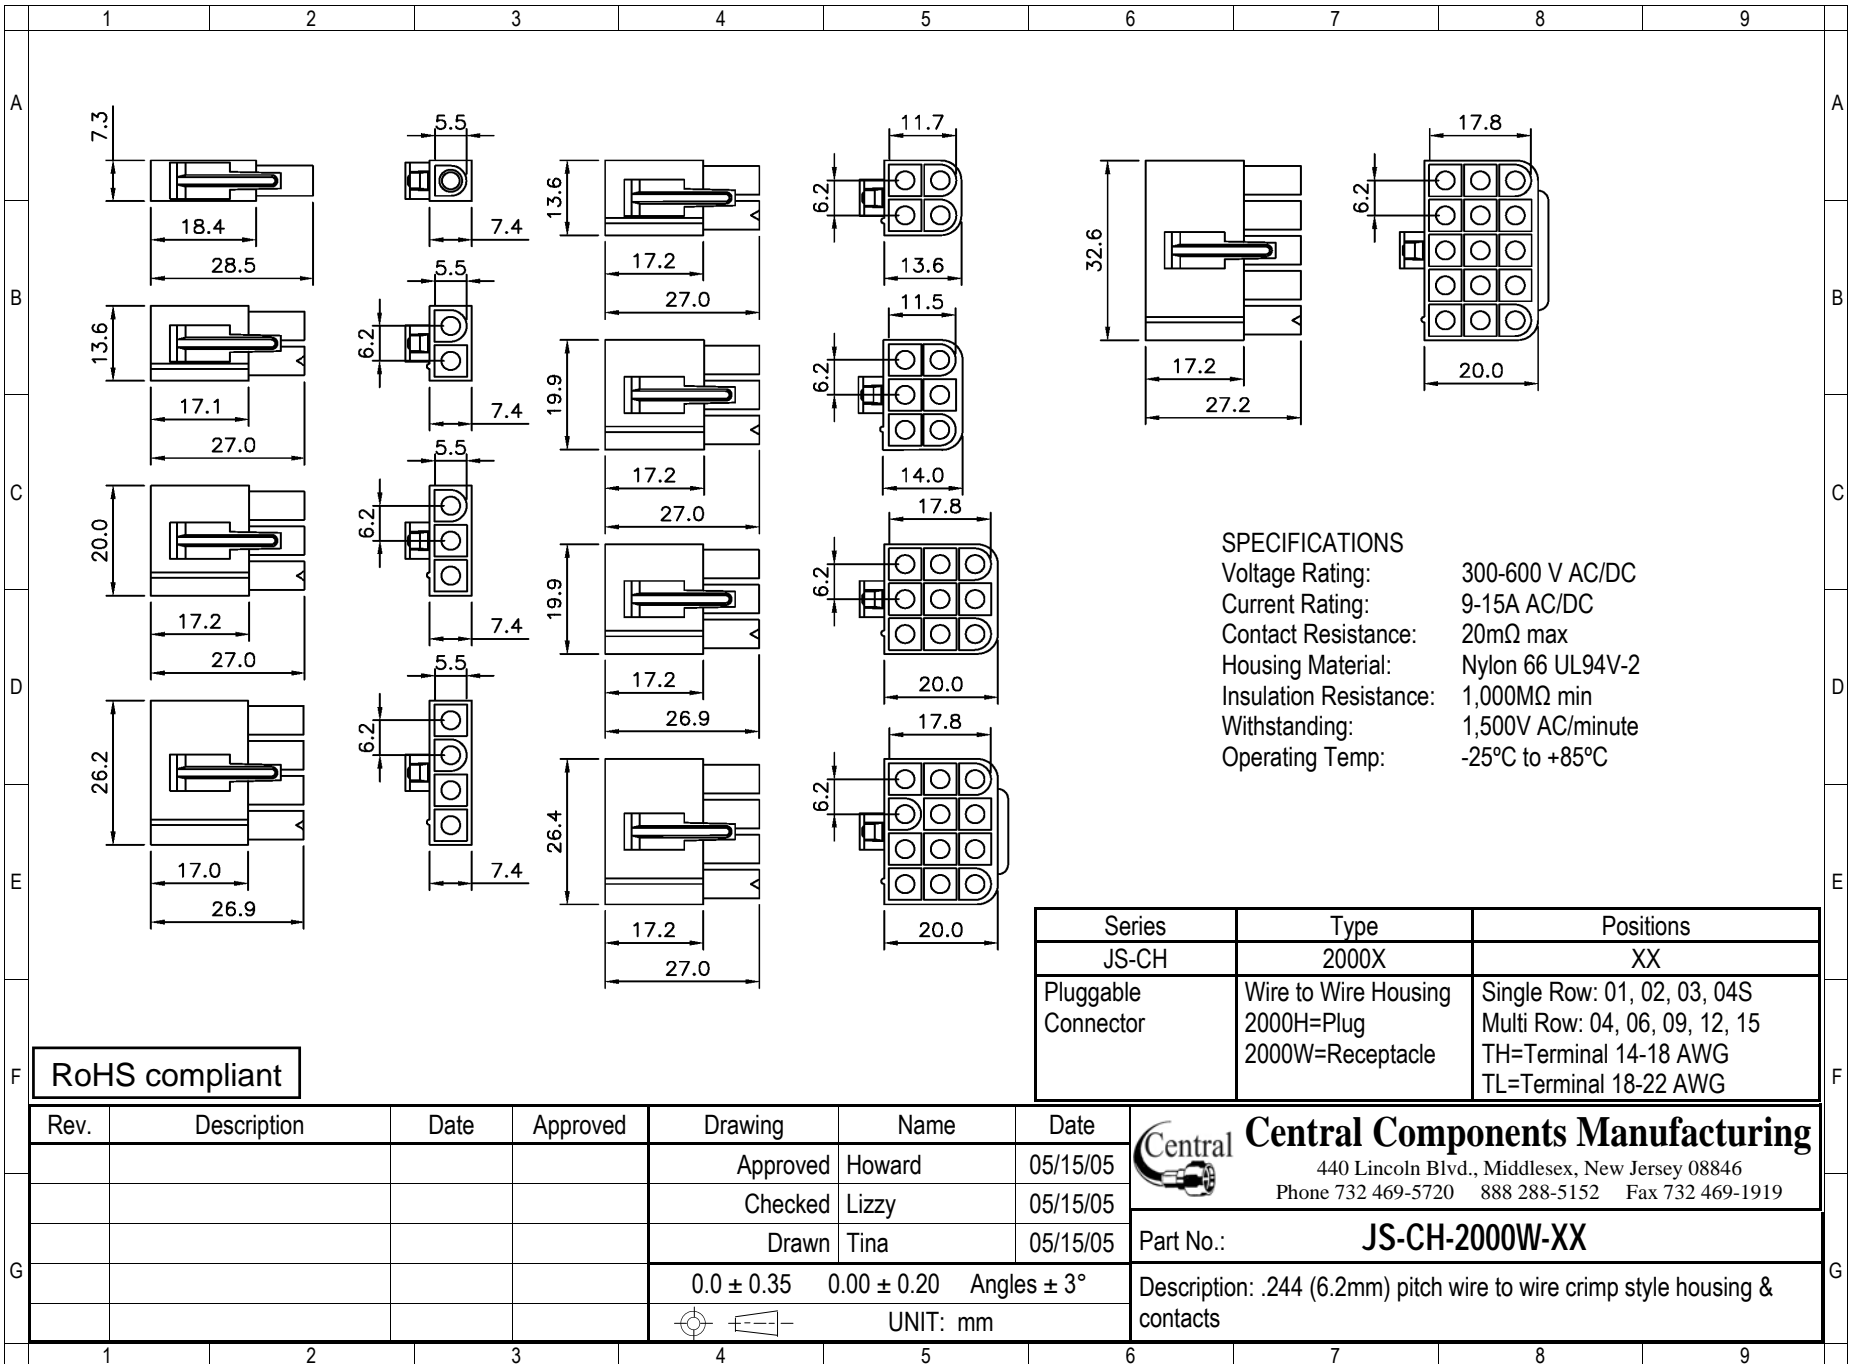 1 2 3 4 5 6 7 8 9
A A
B B
C C
D D
E E
F F
G G
7.3
18.4
28.5
5.5
7.4
13.6
17.1
27.0
5.5
6.2
7.4
20.0
17.2
27.0
5.5
6.2
7.4
26.2
17.0
26.9
5.5
6.2
7.4
13.6
17.2
27.0
11.7
6.2
13.6
19.9
17.2
27.0
11.5
6.2
14.0
19.9
17.2
26.9
17.8
6.2
20.0
26.4
17.2
27.0
17.8
6.2
20.0
32.6
17.2
27.2
17.8
6.2
20.0
SPECIFICATIONS
Voltage Rating: 300-600 V AC/DC
Current Rating: 9-15A AC/DC
Contact Resistance: 20mΩ max
Housing Material: Nylon 66 UL94V-2
Insulation Resistance: 1,000MΩ min
Withstanding: 1,500V AC/minute
Operating Temp: -25ºC to +85ºC
Series Type Positions
JS-CH 2000X XX
Pluggable Wire to Wire Housing Single Row: 01, 02, 03, 04S
Connector 2000H=Plug Multi Row: 04, 06, 09, 12, 15
2000W=Receptacle TH=Terminal 14-18 AWG
TL=Terminal 18-22 AWG
RoHS compliant
Rev. Description Date Approved
Drawing Name Date
Approved Howard 05/15/05
Checked Lizzy 05/15/05
Drawn Tina 05/15/05
0.0 ± 0.35 0.00 ± 0.20 Angles ± 3°
UNIT: mm
Central
Central Components Manufacturing
440 Lincoln Blvd., Middlesex, New Jersey 08846
Phone 732 469-5720 888 288-5152 Fax 732 469-1919
Part No.: JS-CH-2000W-XX
Description: .244 (6.2mm) pitch wire to wire crimp style housing &
contacts
1 2 3 4 5 6 7 8 9